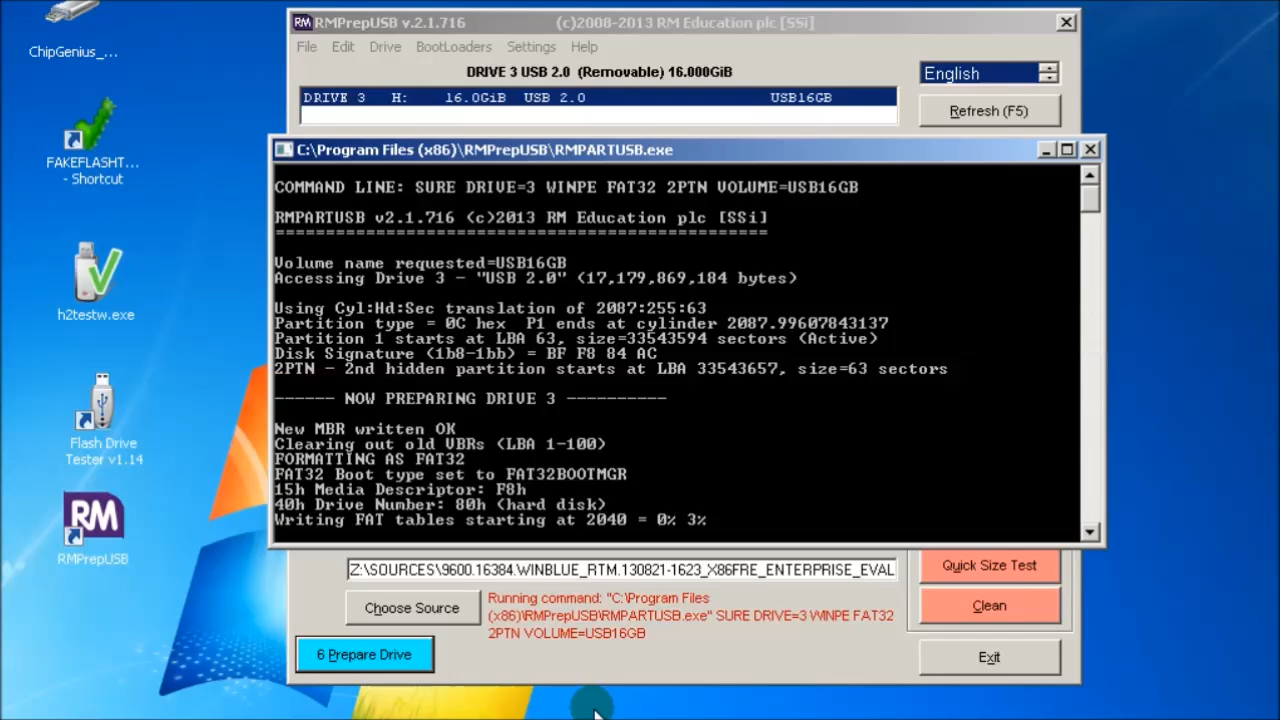 ChipGenius_...
FAKEFLASHT...
- Shortcut
h2testw.exe
Flash Drive
Tester v1.14
RM
RMPrepUSB
RM RMPrepUSB v.2.1.716 (c)2008-2013 RM Education plc [SSi]
File Edit Drive BootLoaders Settings Help
DRIVE 3 USB 2.0 (Removable) 16.000GiB
English
DRIVE 3 H: 16.0GiB USB 2.0 USB16GB
Refresh (F5)
C:\Program Files (x86)\RMPrepUSB\RMPARTUSB.exe
COMMAND LINE: SURE DRIVE=3 WINPE FAT32 2PTN VOLUME=USB16GB
RMPARTUSB v2.1.716 (c)2013 RM Education plc [SSi]
=================================================
Volume name requested=USB16GB
Accessing Drive 3 - "USB 2.0" (17,179,869,184 bytes)
Using Cyl:Hd:Sec translation of 2087:255:63
Partition type = 0C hex P1 ends at cylinder 2087.99607843137
Partition 1 starts at LBA 63, size=33543594 sectors (Active)
Disk Signature (1b8-1bb) = BF F8 84 AC
2PTN - 2nd hidden partition starts at LBA 33543657, size=63 sectors
------ NOW PREPARING DRIVE 3 ----------
New MBR written OK
Clearing out old VBRs (LBA 1-100)
FORMATTING AS FAT32
FAT32 Boot type set to FAT32BOOTMGR
15h Media Descriptor: F8h
40h Drive Number: 80h (hard disk)
Writing FAT tables starting at 2040 = 0% 3%
Z:\SOURCES\9600.16384.WINBLUE_RTM.130821-1623_X86FRE_ENTERPRISE_EVAL
Quick Size Test
Choose Source
Running command: "C:\Program Files
(x86)\RMPrepUSB\RMPARTUSB.exe" SURE DRIVE=3 WINPE FAT32
2PTN VOLUME=USB16GB
Clean
6 Prepare Drive
Exit